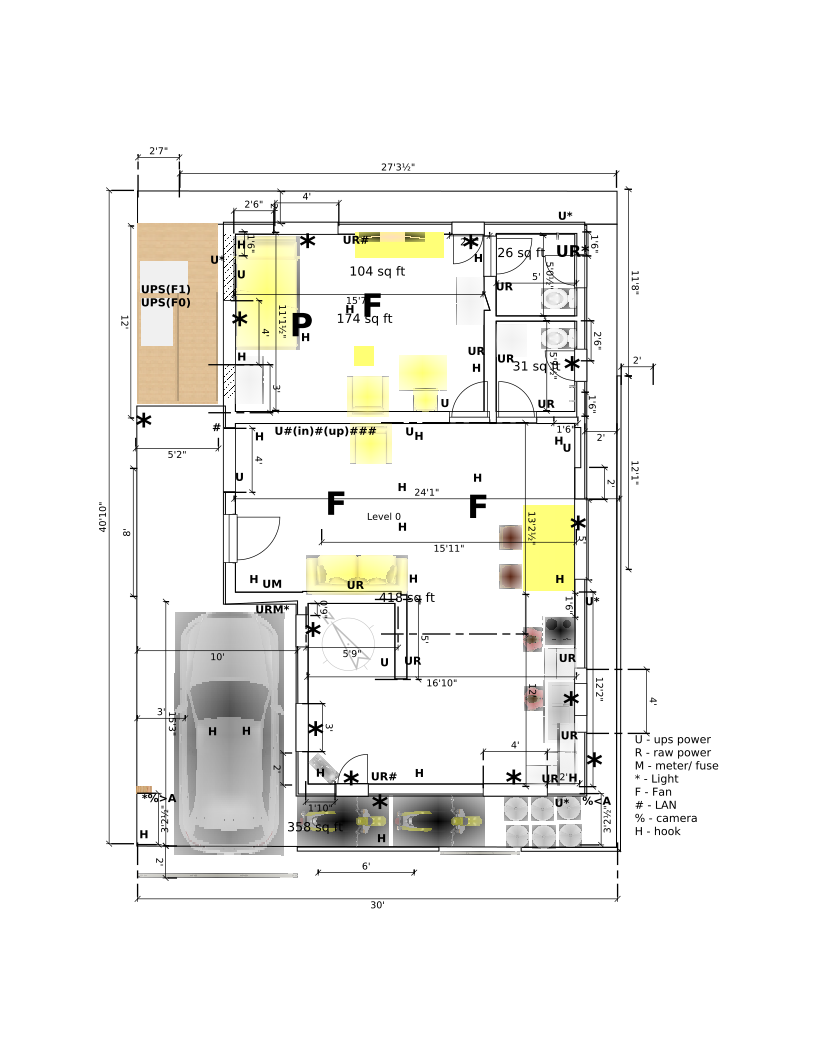 2'7"
27'3½"
4'
2'6"
U*
1'6"
H
UR#
*
*
H
26 sq ft
UR*
1'6"
U*
U
104 sq ft
5'0½"
5'
11'8"
UPS(F1)
UPS(F0)
UR
15'7
H
F
174 sq ft
12'
*
11'1½"
P
H
4'
2'6"
H
UR
H
UR
31 sq ft
5'0½"
*
2'
3'
U
UR
1'6"
*
#
U#(in)#(up)###
U
H
1'6"
H
U
2'
H
5'2"
4'
U
H
H
2'
12'1"
24'1"
F
F
Level 0
H
13'2½"
*
5'
40'10"
8'
15'11"
H
UM
UR
H
H
418 sq ft
1'6"
U*
URM*
0'9"
*
5'
5'9"
U
UR
UR
10'
16'10"
12'
12'2"
*
4'
3'
15'3"
H
H
*
3'
UR
U - ups power
R - raw power
M - meter/ fuse
* - Light
F - Fan
# - LAN
% - camera
H - hook
4'
*
2'
H
*
UR#
H
*
UR
2'
H
*%>A
1'10"
*
U*
%<A
3'2½"
H
358 sq ft
H
3'2½"
2'
6'
30'